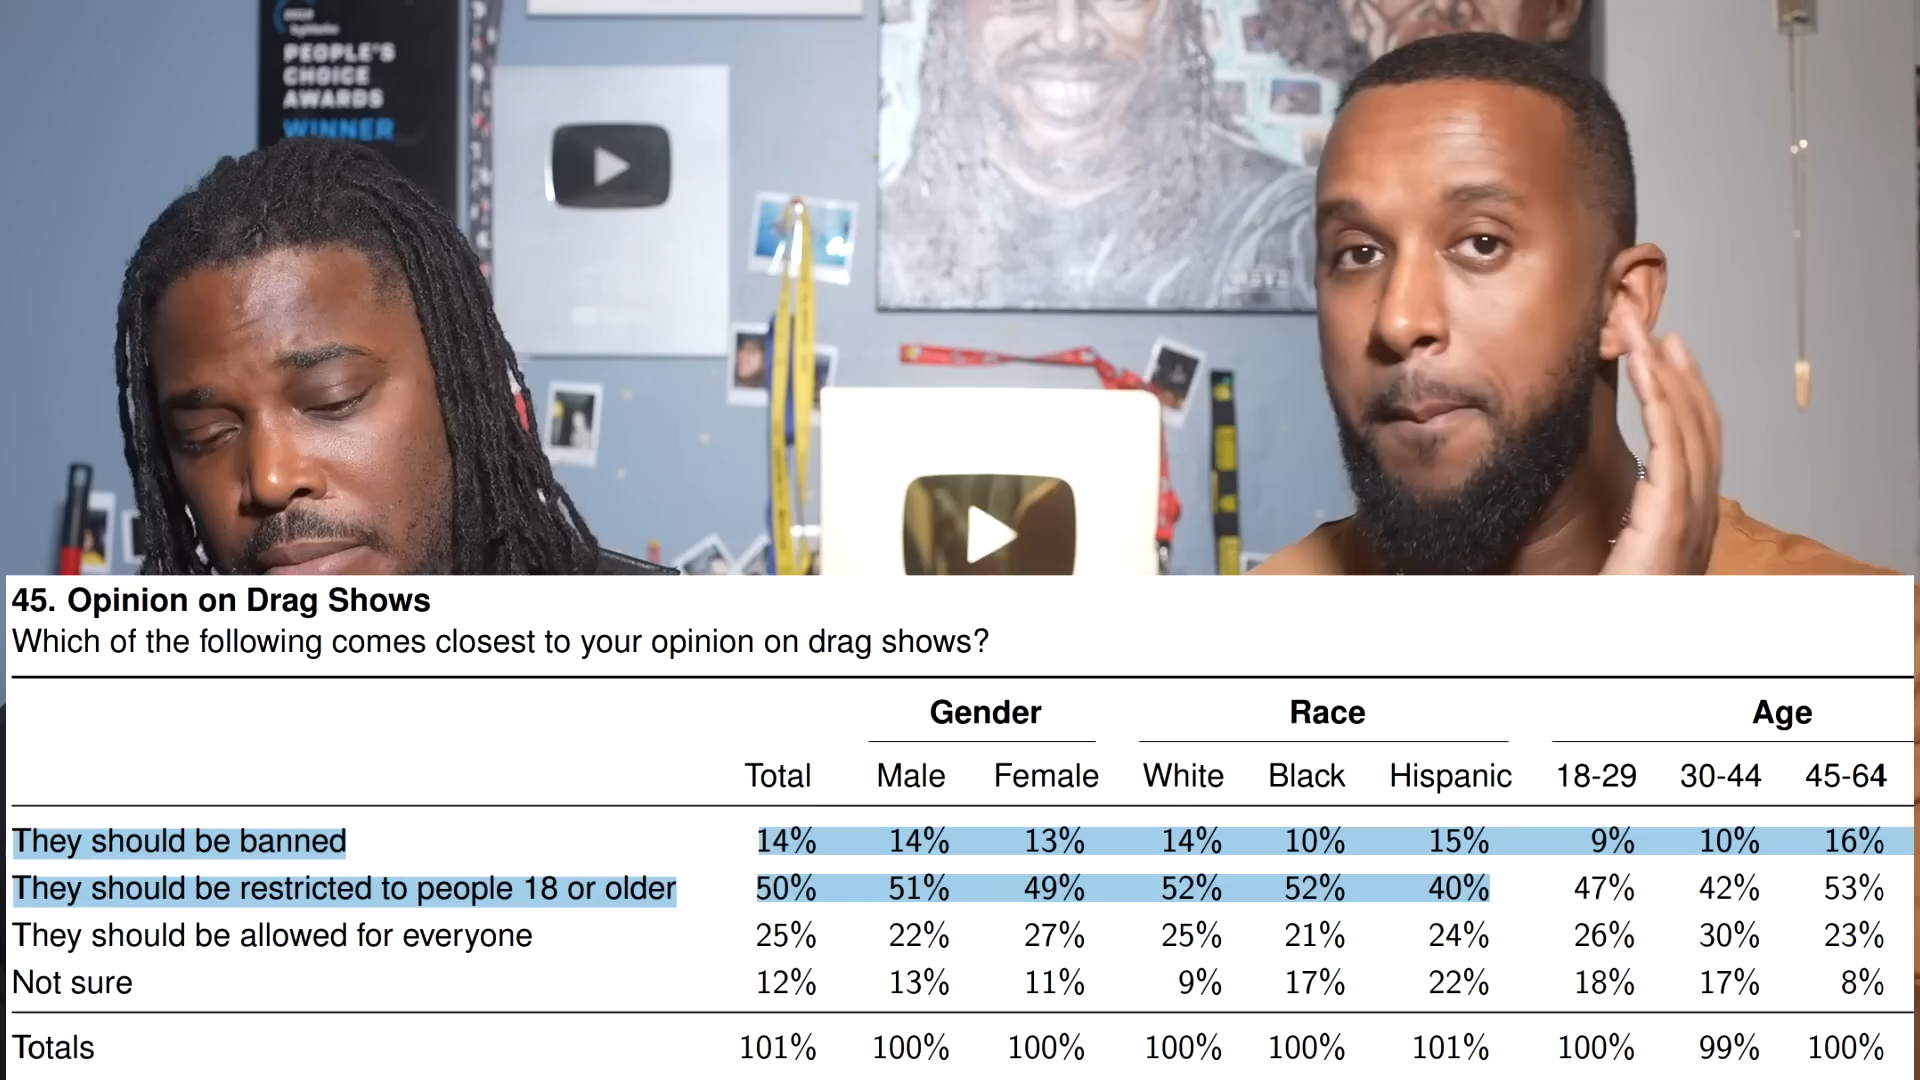 PEOPLE'S
CHOICE
AWARDS
WINNER
45. Opinion on Drag Shows
Which of the following comes closest to your opinion on drag shows?
Gender Race Age
Total Male Female White Black Hispanic 18-29 30-44 45-64
They should be banned 14% 14% 13% 14% 10% 15% 9% 10% 16%
They should be restricted to people 18 or older 50% 51% 49% 52% 52% 40% 47% 42% 53%
They should be allowed for everyone 25% 22% 27% 25% 21% 24% 26% 30% 23%
Not sure 12% 13% 11% 9% 17% 22% 18% 17% 8%
Totals 101% 100% 100% 100% 100% 101% 100% 99% 100%